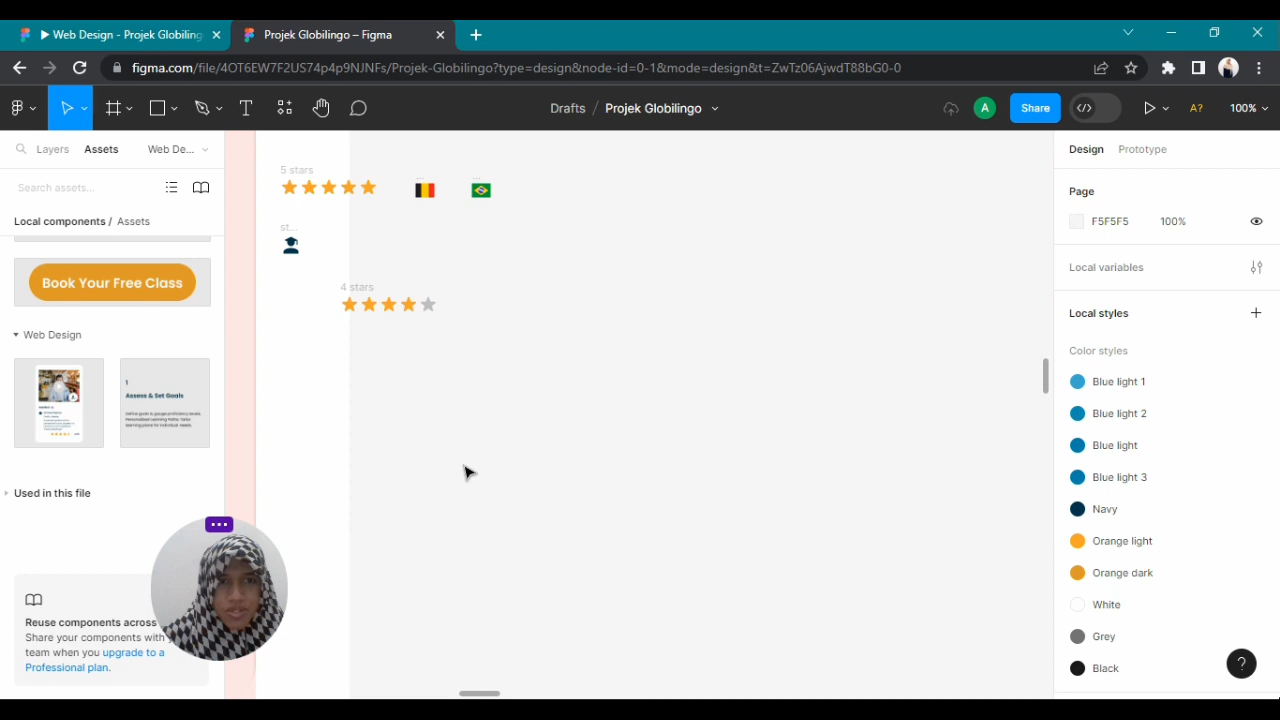 Web Design - Projek Globilingo
Projek Globilingo – Figma
figma.com/file/4OT6EW7F2US74p4p9NJNFs/Projek-Globilingo?type=design&node-id=0-1&mode=design&t=ZwTz06AjwdT88bG0-0
Drafts / Projek Globilingo
A
Share
A?
100%
Layers
Assets
Web De...
Search assets...
Local components / Assets
Book Your Free Class
Web Design
1
Assess & Set Goals
Used in this file
Reuse components across
Share your components with
team when you upgrade to a
Professional plan.
5 stars
...
...
st...
4 stars
Design
Prototype
Page
F5F5F5
100%
Local variables
Local styles
Color styles
Blue light 1
Blue light 2
Blue light
Blue light 3
Navy
Orange light
Orange dark
White
Grey
Black
?